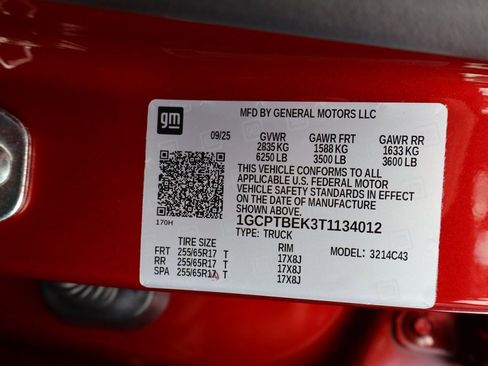 gm
MFD BY GENERAL MOTORS LLC
09/25 GVWR GAWR FRT GAWR RR
2835 KG 1588 KG 1633 KG
6250 LB 3500 LB 3600 LB
THIS VEHICLE CONFORMS TO ALL
APPLICABLE U.S. FEDERAL MOTOR
VEHICLE SAFETY STANDARDS IN EFFECT
ON THE DATE OF MANUFACTURE
SHOWN ABOVE.
170H
1GCPTBEK3T1134012
TYPE: TRUCK
TIRE SIZE RIM MODEL: 3214C43
FRT 255/65R17 T 17X8J
RR 255/65R17 T 17X8J
SPA 255/65R17 T 17X8J